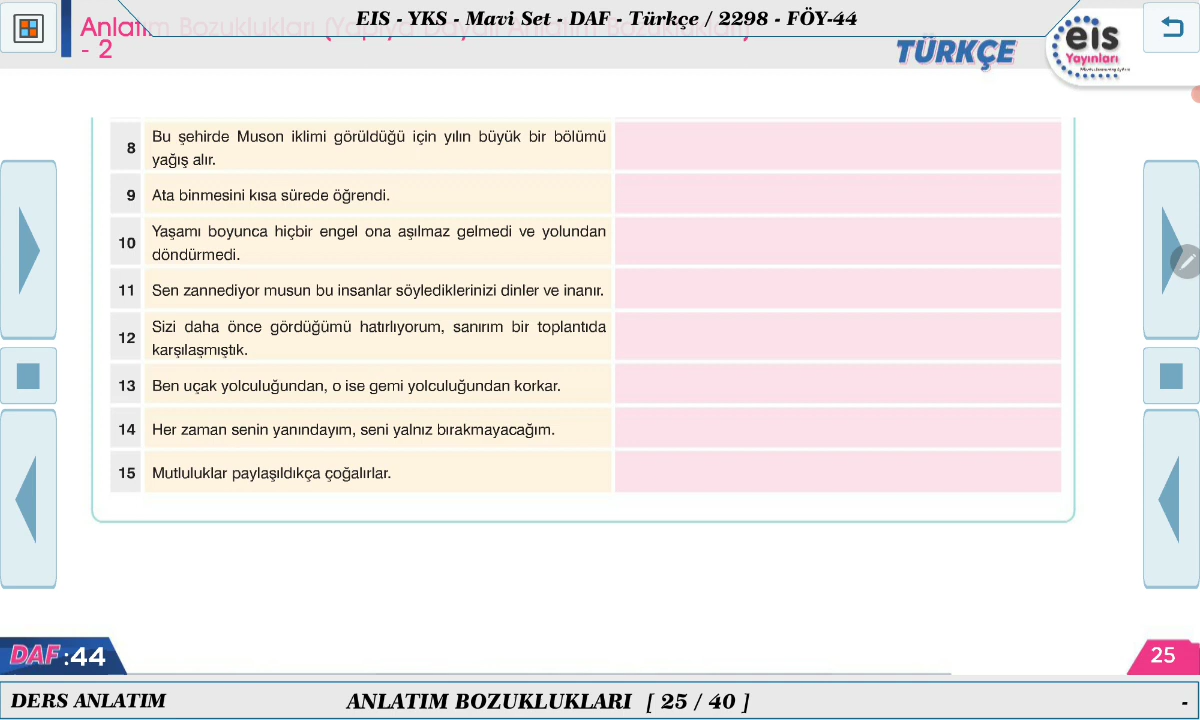 EIS - YKS - Mavi Set - DAF - Türkçe / 2298 - FÖY-44
Anlatım Bozuklukları (Yapıya Dayalı Anlatım Bozuklukları)
- 2
TÜRKÇE
eis
Yayınları
8 Bu şehirde Muson iklimi görüldüğü için yılın büyük bir bölümü
yağış alır.
9 Ata binmesini kısa sürede öğrendi.
10 Yaşamı boyunca hiçbir engel ona aşılmaz gelmedi ve yolundan
döndürmedi.
11 Sen zannediyor musun bu insanlar söylediklerinizi dinler ve inanır.
12 Sizi daha önce gördüğümü hatırlıyorum, sanırım bir toplantıda
karşılaşmıştık.
13 Ben uçak yolculuğundan, o ise gemi yolculuğundan korkar.
14 Her zaman senin yanındayım, seni yalnız bırakmayacağım.
15 Mutluluklar paylaşıldıkça çoğalırlar.
DAF :44
25
DERS ANLATIM
ANLATIM BOZUKLUKLARI [ 25 / 40 ]
-